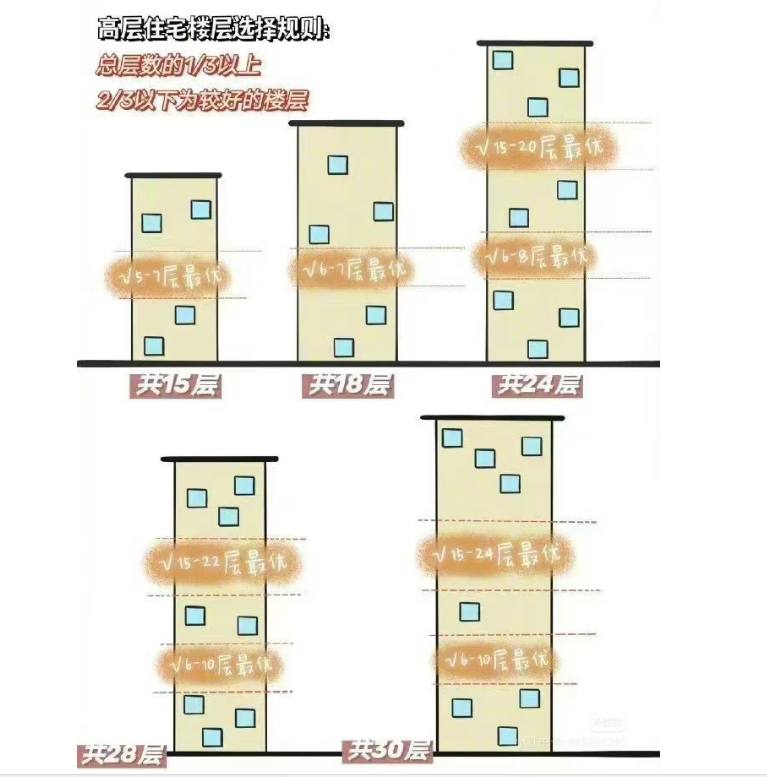 高层住宅楼层选择规则:
总层数的1/3以上
2/3以下为较好的楼层
√15-20层最优
√5-7层最优
√6-7层最优
√6-8层最优
共15层
共18层
共24层
√15-22层最优
√15-24层最优
√6-10层最优
√6-10层最优
共28层
共30层